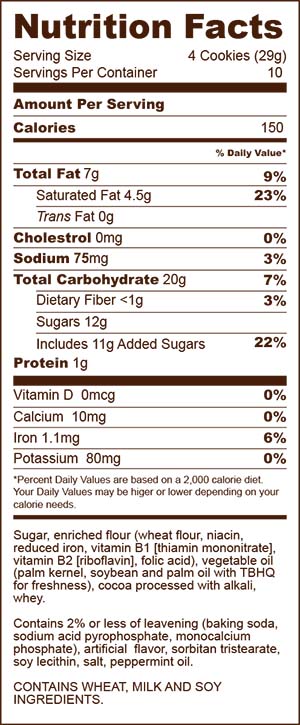 Nutrition Facts
Serving Size 4 Cookies (29g)
Servings Per Container 10
Amount Per Serving
Calories 150
% Daily Value*
Total Fat 7g 9%
Saturated Fat 4.5g 23%
Trans Fat 0g
Cholestrol 0mg 0%
Sodium 75mg 3%
Total Carbohydrate 20g 7%
Dietary Fiber <1g 3%
Sugars 12g
Includes 11g Added Sugars 22%
Protein 1g
Vitamin D 0mcg 0%
Calcium 10mg 0%
Iron 1.1mg 6%
Potassium 80mg 0%
*Percent Daily Values are based on a 2,000 calorie diet.
Your Daily Values may be higer or lower depending on your
calorie needs.
Sugar, enriched flour (wheat flour, niacin,
reduced iron, vitamin B1 [thiamin mononitrate],
vitamin B2 [riboflavin], folic acid), vegetable oil
(palm kernel, soybean and palm oil with TBHQ
for freshness), cocoa processed with alkali,
whey.
Contains 2% or less of leavening (baking soda,
sodium acid pyrophosphate, monocalcium
phosphate), artificial flavor, sorbitan tristearate,
soy lecithin, salt, peppermint oil.
CONTAINS WHEAT, MILK AND SOY
INGREDIENTS.